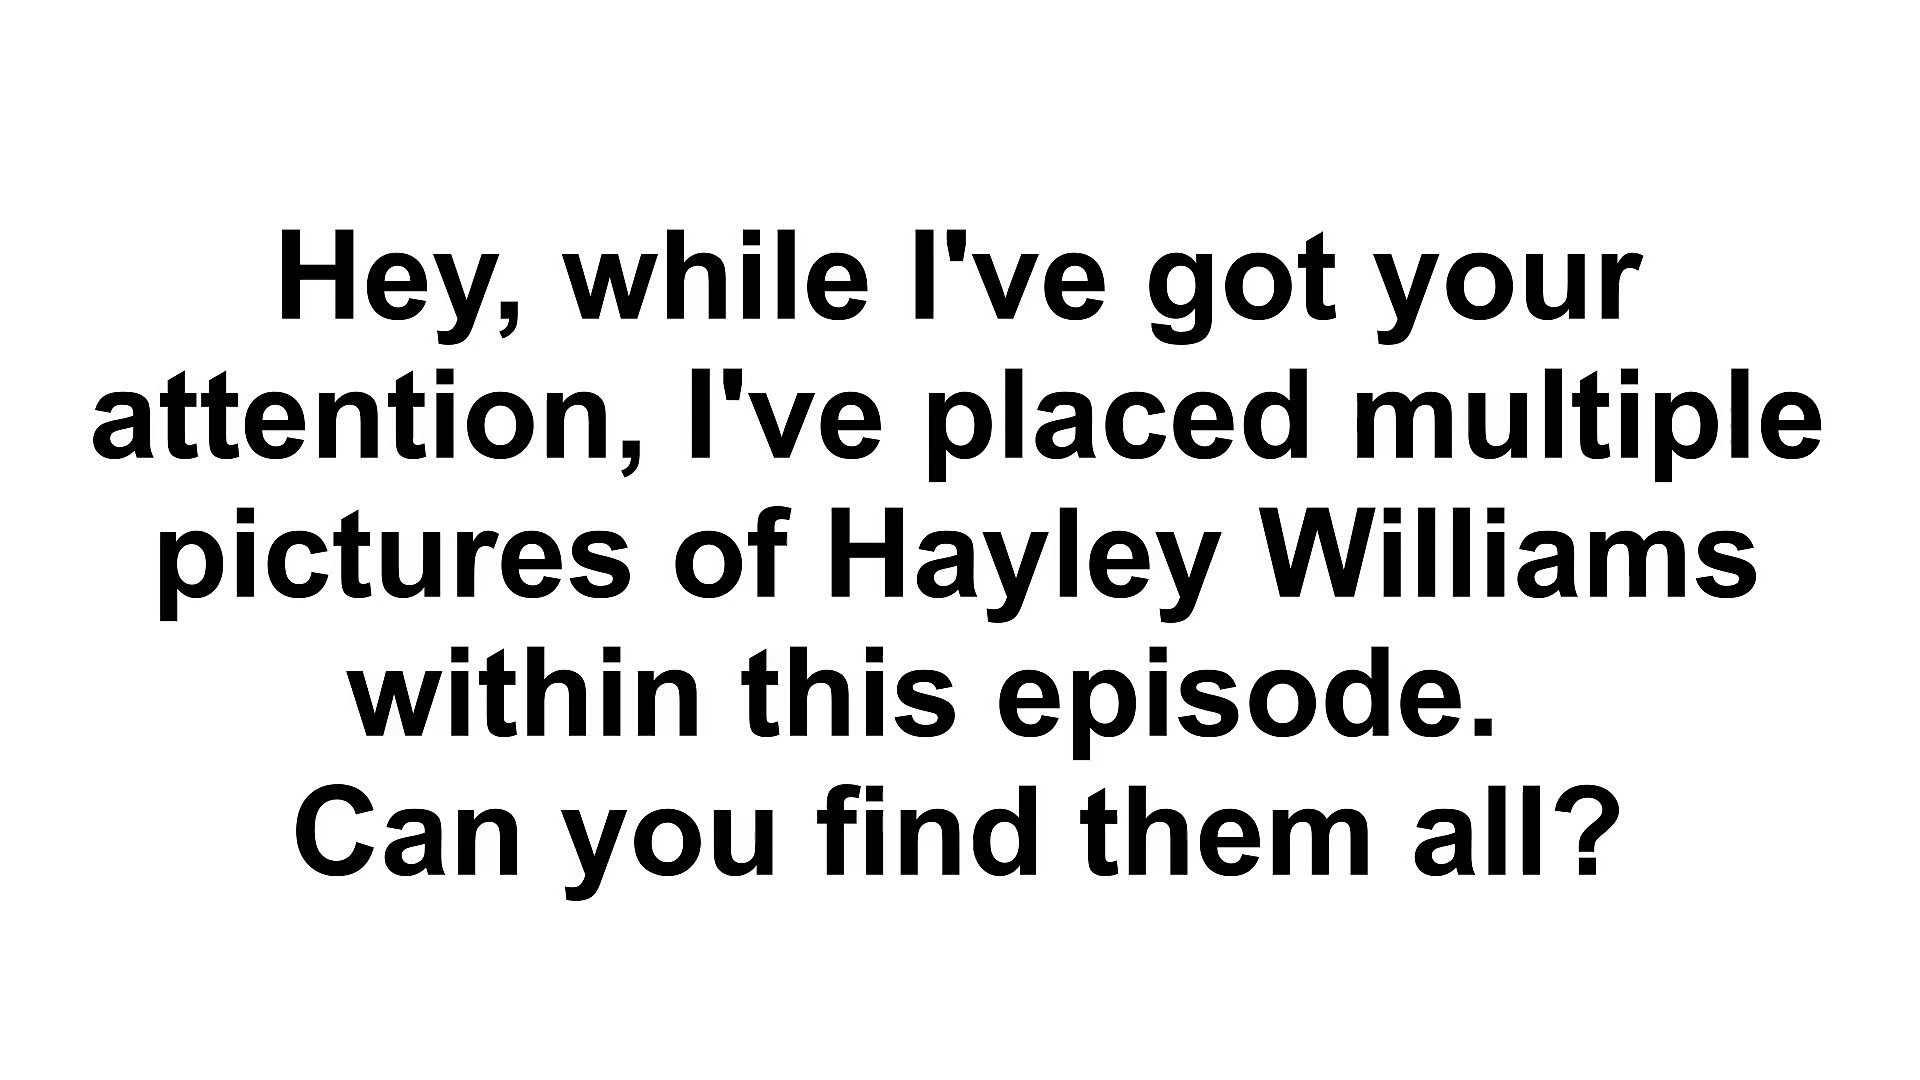 Hey, while I've got your
attention, I've placed multiple
pictures of Hayley Williams
within this episode.
Can you find them all?